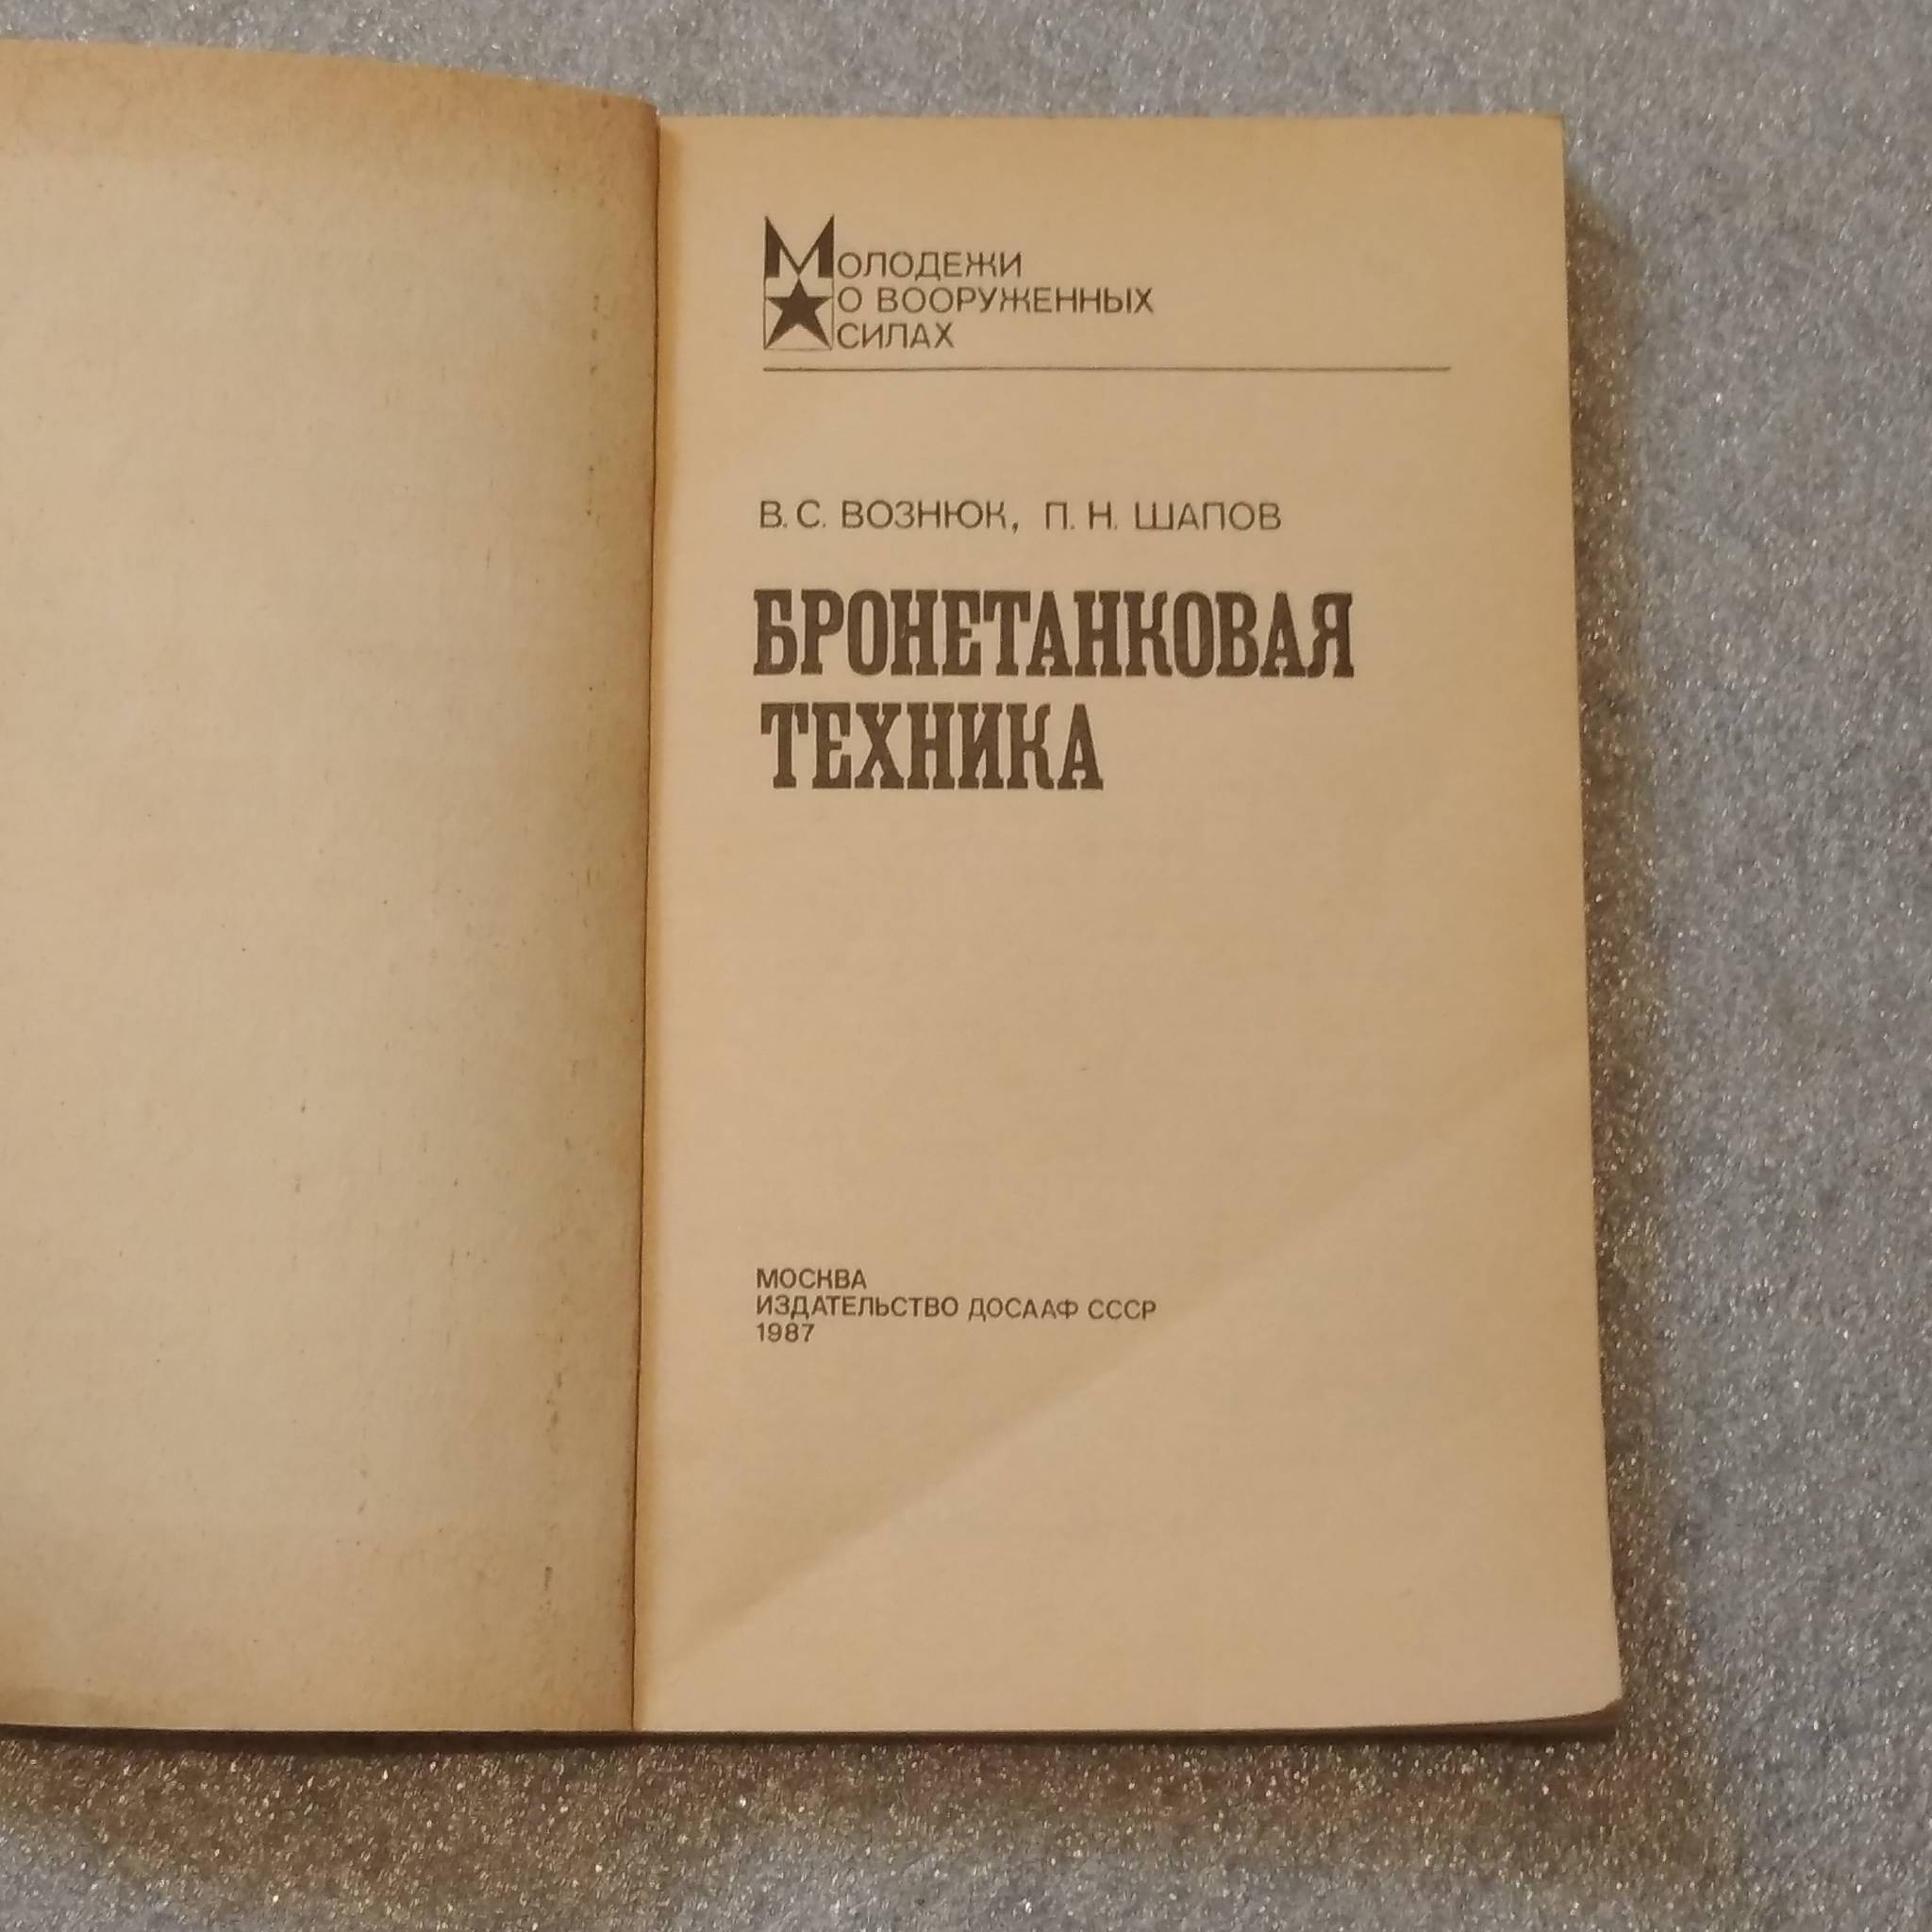 МОЛОДЕЖИ
О ВООРУЖЕННЫХ
СИЛАХ
В. С. ВОЗНЮК, П. Н. ШАПОВ
БРОНЕТАНКОВАЯ
ТЕХНИКА
МОСКВА
ИЗДАТЕЛЬСТВО ДОСААФ СССР
1987